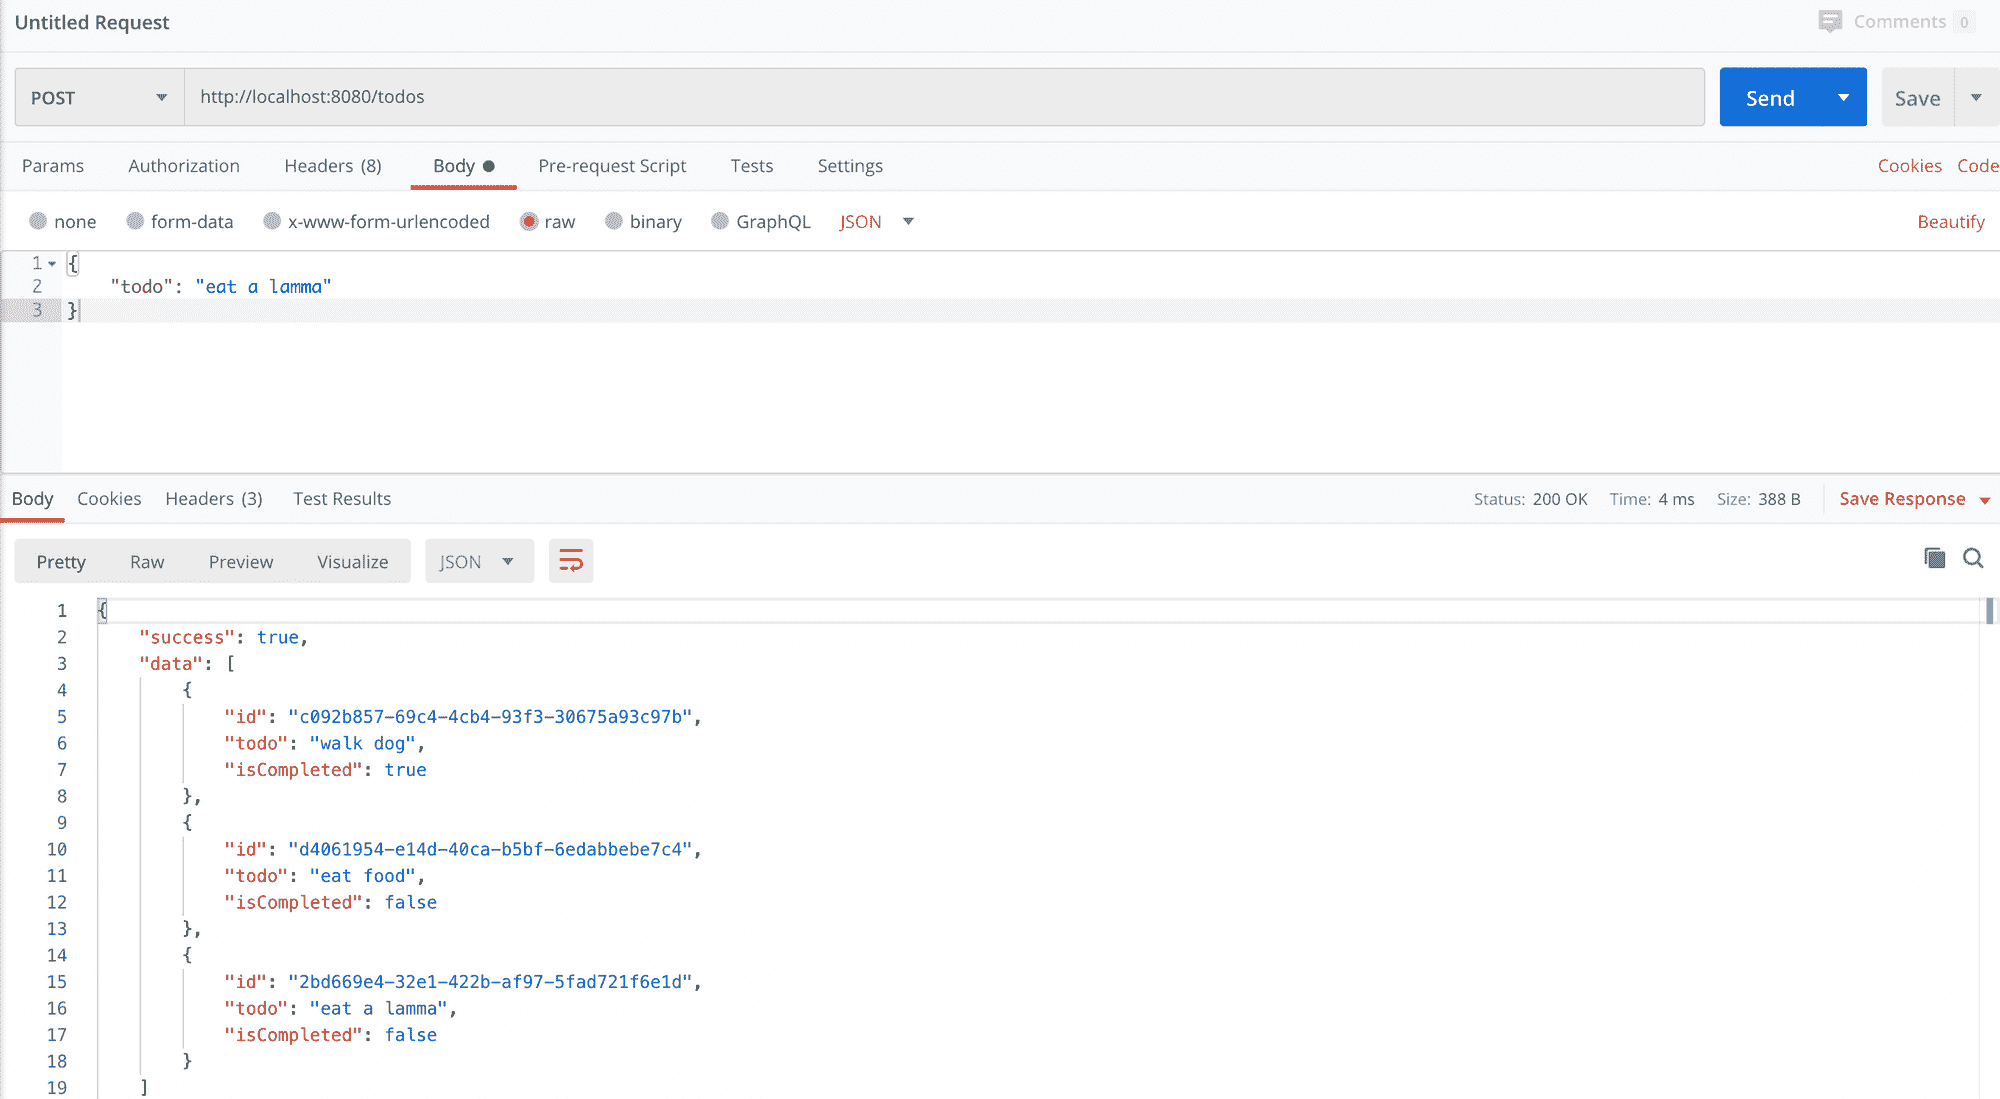 Untitled Request
Comments 0
POST
http://localhost:8080/todos
Send
Save
Params Authorization Headers (8) Body Pre-request Script Tests Settings Cookies Code
none form-data x-www-form-urlencoded raw binary GraphQL JSON Beautify
1 {
2 "todo": "eat a lamma"
3 }
Body Cookies Headers (3) Test Results Status: 200 OK Time: 4 ms Size: 388 B Save Response
Pretty Raw Preview Visualize JSON
1 {
2 "success": true,
3 "data": [
4 {
5 "id": "c092b857-69c4-4cb4-93f3-30675a93c97b",
6 "todo": "walk dog",
7 "isCompleted": true
8 },
9 {
10 "id": "d4061954-e14d-40ca-b5bf-6edabbebe7c4",
11 "todo": "eat food",
12 "isCompleted": false
13 },
14 {
15 "id": "2bd669e4-32e1-422b-af97-5fad721f6e1d",
16 "todo": "eat a lamma",
17 "isCompleted": false
18 }
19 ]